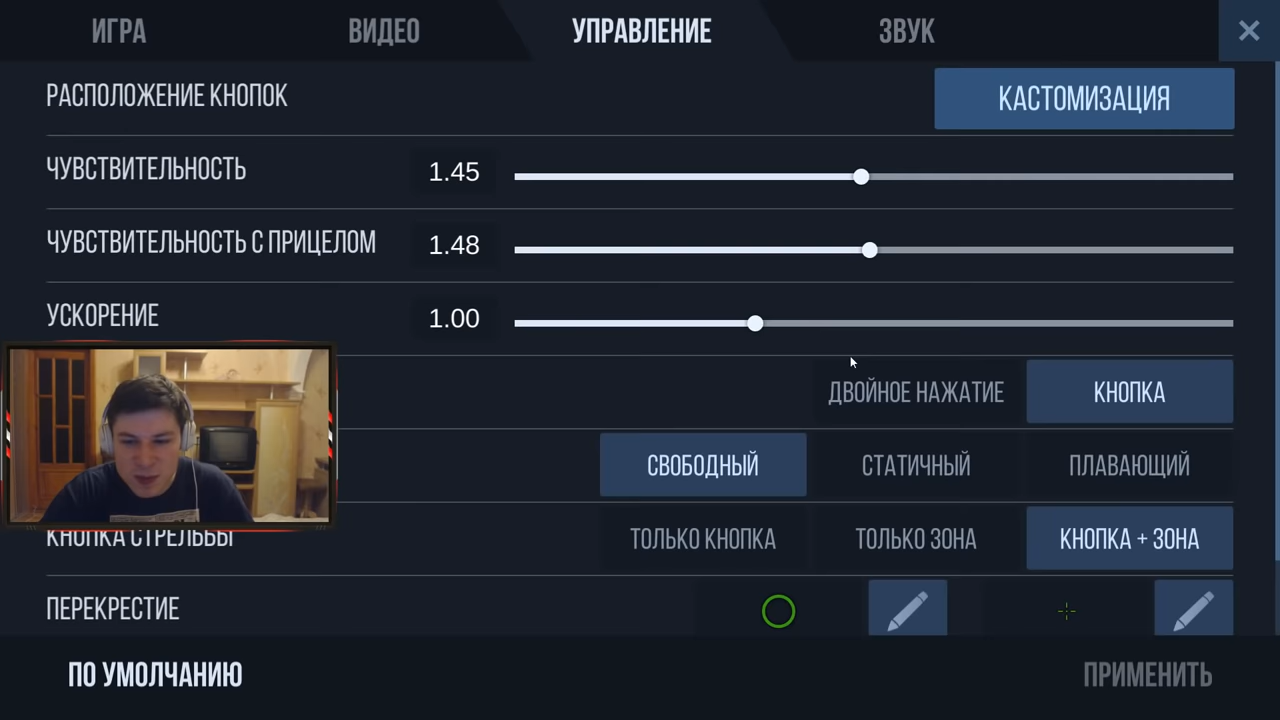 ИГРА ВИДЕО УПРАВЛЕНИЕ ЗВУК
РАСПОЛОЖЕНИЕ КНОПОК КАСТОМИЗАЦИЯ
ЧУВСТВИТЕЛЬНОСТЬ 1.45
ЧУВСТВИТЕЛЬНОСТЬ С ПРИЦЕЛОМ 1.48
УСКОРЕНИЕ 1.00
ДВОЙНОЕ НАЖАТИЕ КНОПКА
СВОБОДНЫЙ СТАТИЧНЫЙ ПЛАВАЮЩИЙ
КНОПКА СТРЕЛЬБЫ ТОЛЬКО КНОПКА ТОЛЬКО ЗОНА КНОПКА + ЗОНА
ПЕРЕКРЕСТИЕ
ПО УМОЛЧАНИЮ ПРИМЕНИТЬ